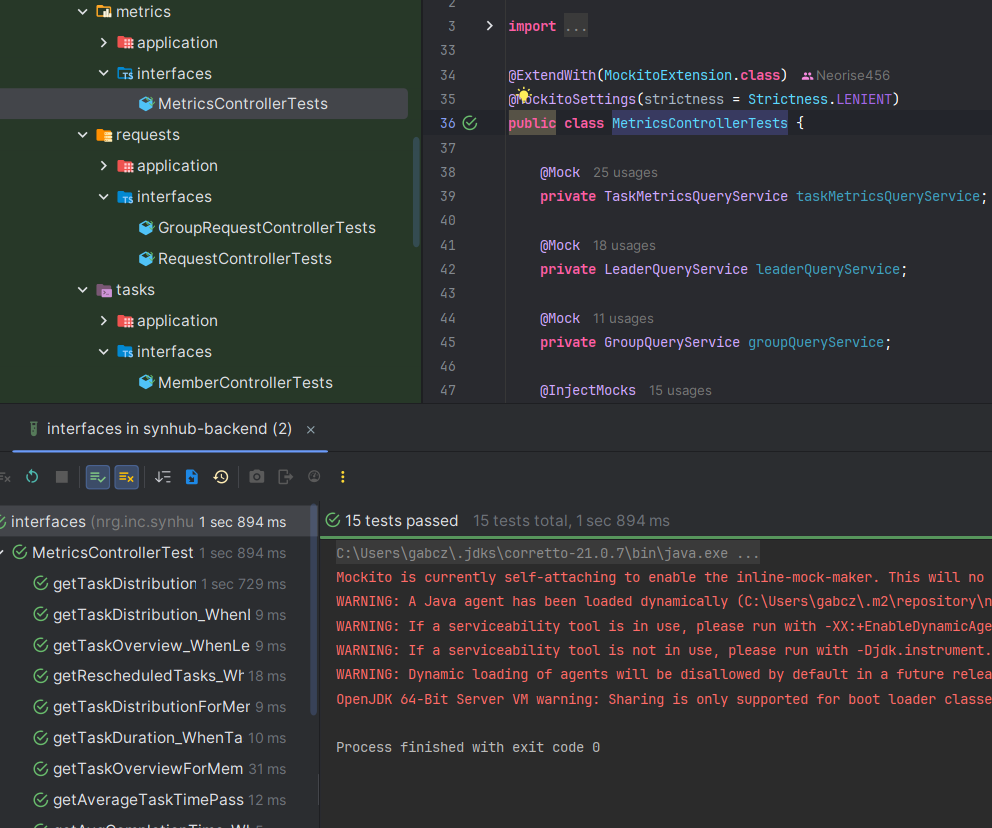 metrics
application
interfaces
MetricsControllerTests
requests
application
interfaces
GroupRequestControllerTests
RequestControllerTests
tasks
application
interfaces
MemberControllerTests
2
3 import ...
33
34 @ExtendWith(MockitoExtension.class) Neorise456
35 @MockitoSettings(strictness = Strictness.LENIENT)
36 public class MetricsControllerTests {
37
38 @Mock 25 usages
39 private TaskMetricsQueryService taskMetricsQueryService;
40
41 @Mock 18 usages
42 private LeaderQueryService leaderQueryService;
43
44 @Mock 11 usages
45 private GroupQueryService groupQueryService;
46
47 @InjectMocks 15 usages
interfaces in synhub-backend (2) ×
interfaces (nrg.inc.synhu 1 sec 894 ms
MetricsControllerTest 1 sec 894 ms
getTaskDistribution 1 sec 729 ms
getTaskDistribution_WhenI 9 ms
getTaskOverview_WhenLe 9 ms
getRescheduledTasks_Wh 18 ms
getTaskDistributionForMer 9 ms
getTaskDuration_WhenTa 10 ms
getTaskOverviewForMem 31 ms
getAverageTaskTimePass 12 ms
15 tests passed 15 tests total, 1 sec 894 ms
C:\Users\gabcz\.jdks\corretto-21.0.7\bin\java.exe ...
Mockito is currently self-attaching to enable the inline-mock-maker. This will no
WARNING: A Java agent has been loaded dynamically (C:\Users\gabcz\.m2\repository\n
WARNING: If a serviceability tool is in use, please run with -XX:+EnableDynamicAge
WARNING: If a serviceability tool is not in use, please run with -Djdk.instrument.
WARNING: Dynamic loading of agents will be disallowed by default in a future relea
OpenJDK 64-Bit Server VM warning: Sharing is only supported for boot loader classe
Process finished with exit code 0